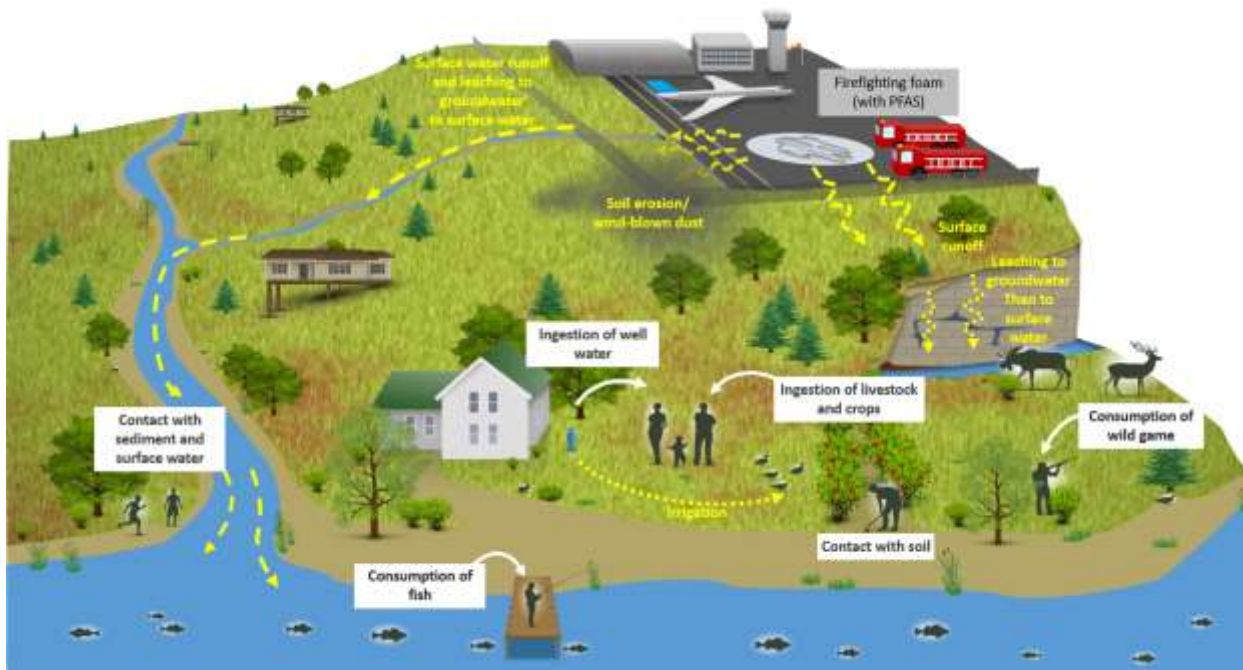 Surface water runoff
and leaching to
groundwater
to surface water
Firefighting foam
(with PFAS)
Soil erosion/
wind-blown dust
Surface
runoff
Leaching to
groundwater
Then to
surface
water
Ingestion of well
water
Ingestion of livestock
and crops
Consumption of
wild game
Contact with
sediment and
surface water
Irrigation
Contact with soil
Consumption of
fish